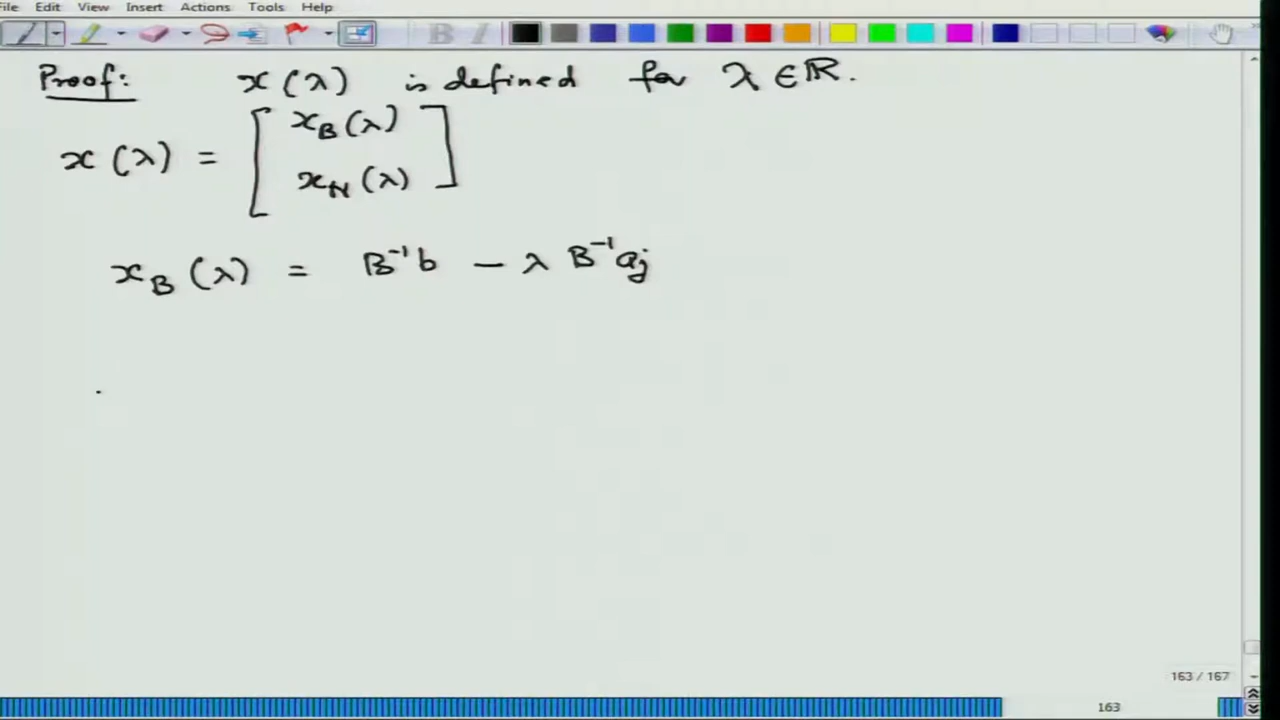 File Edit View Insert Actions Tools Help
B I
Proof: x(λ) is defined for λ ∈ ℝ.
x(λ) = [ x_B(λ)
x_N(λ) ]
x_B(λ) = B⁻¹b − λ B⁻¹a_j
163 / 167
163